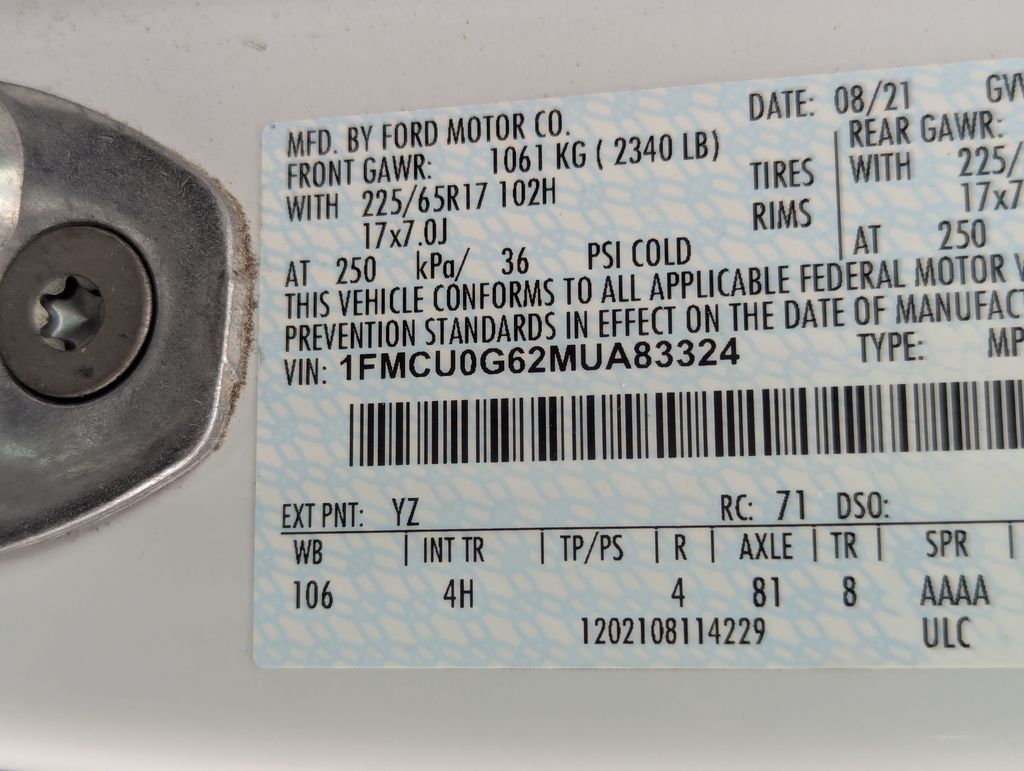 MFD. BY FORD MOTOR CO. DATE: 08/21
FRONT GAWR: 1061 KG ( 2340 LB) REAR GAWR:
WITH 225/65R17 102H TIRES WITH 225/
17x7.0J RIMS
AT 250 kPa/ 36 PSI COLD AT 250
THIS VEHICLE CONFORMS TO ALL APPLICABLE FEDERAL MOTOR
PREVENTION STANDARDS IN EFFECT ON THE DATE OF
VIN: 1FMCU0G62MUA83324 TYPE:
EXT PNT: YZ RC: 71 DSO:
WB | INT TR | TP/PS | R | AXLE | TR | SPR |
106 4H 4 81 8 AAAA
1202108114229 ULC